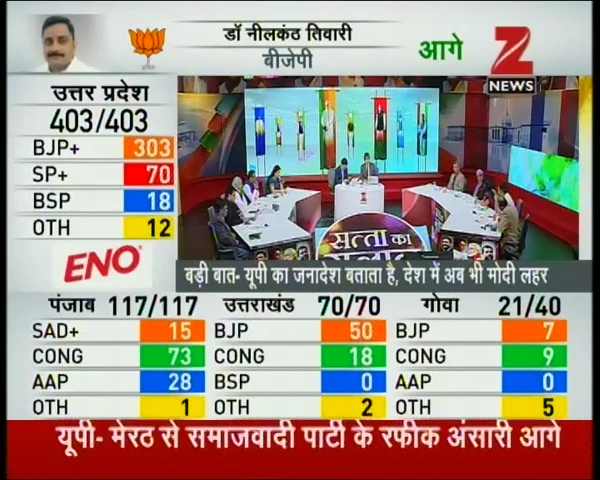 डॉ नीलकंठ तिवारी
बीजेपी
आगे
Z
NEWS
उत्तर प्रदेश
403/403
BJP+ 303
SP+ 70
BSP 18
OTH 12
ENO
सत्ता का
बड़ी बात- यूपी का जनादेश बताता है, देश में अब भी मोदी लहर
पंजाब 117/117
SAD+ 15
CONG 73
AAP 28
OTH 1
उत्तराखंड 70/70
BJP 50
CONG 18
BSP 0
OTH 2
गोवा 21/40
BJP 7
CONG 9
AAP 0
OTH 5
यूपी- मेरठ से समाजवादी पार्टी के रफीक अंसारी आगे